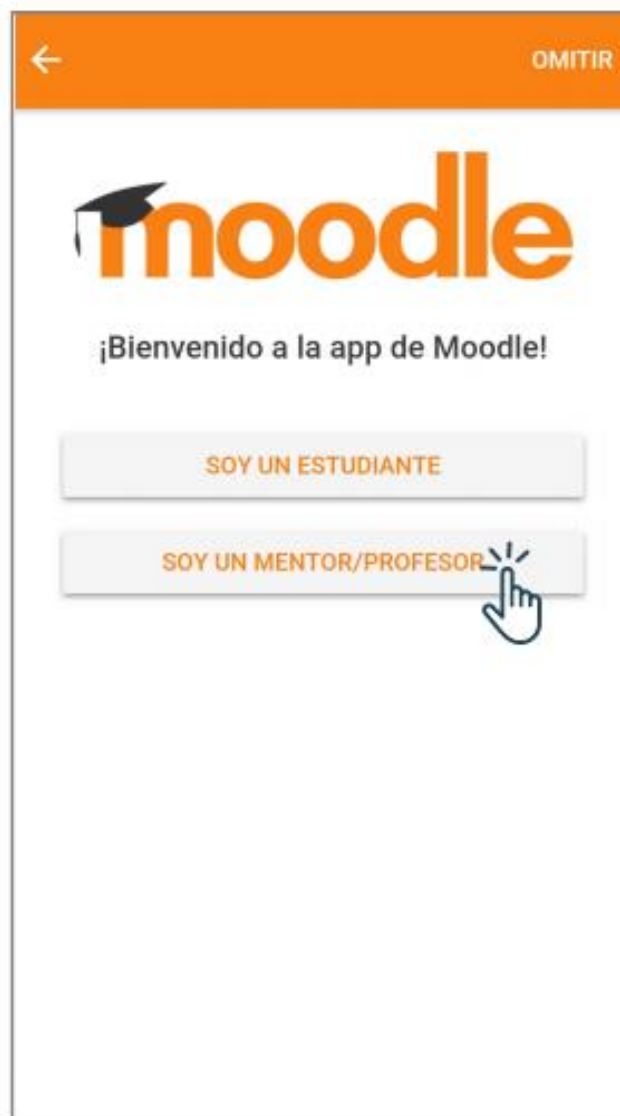 OMITIR
moodle
¡Bienvenido a la app de Moodle!
SOY UN ESTUDIANTE
SOY UN MENTOR/PROFESOR